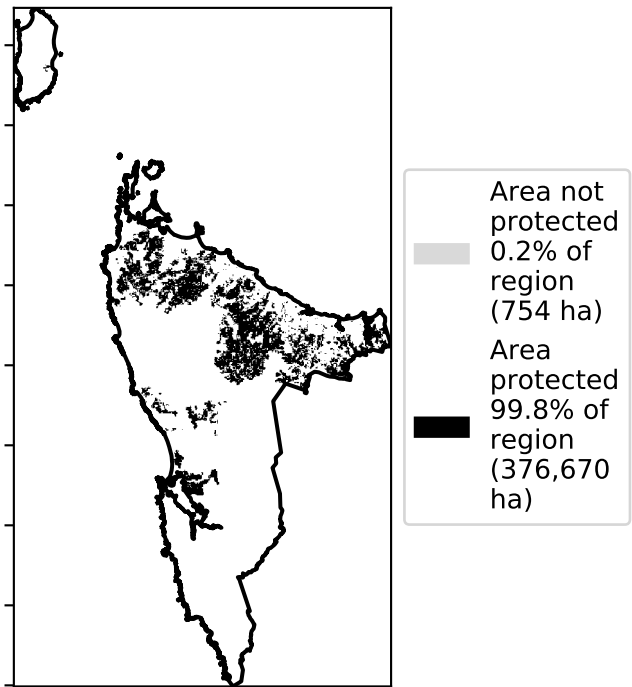 Area not
protected
0.2% of
region
(754 ha)
Area
protected
99.8% of
region
(376,670
ha)